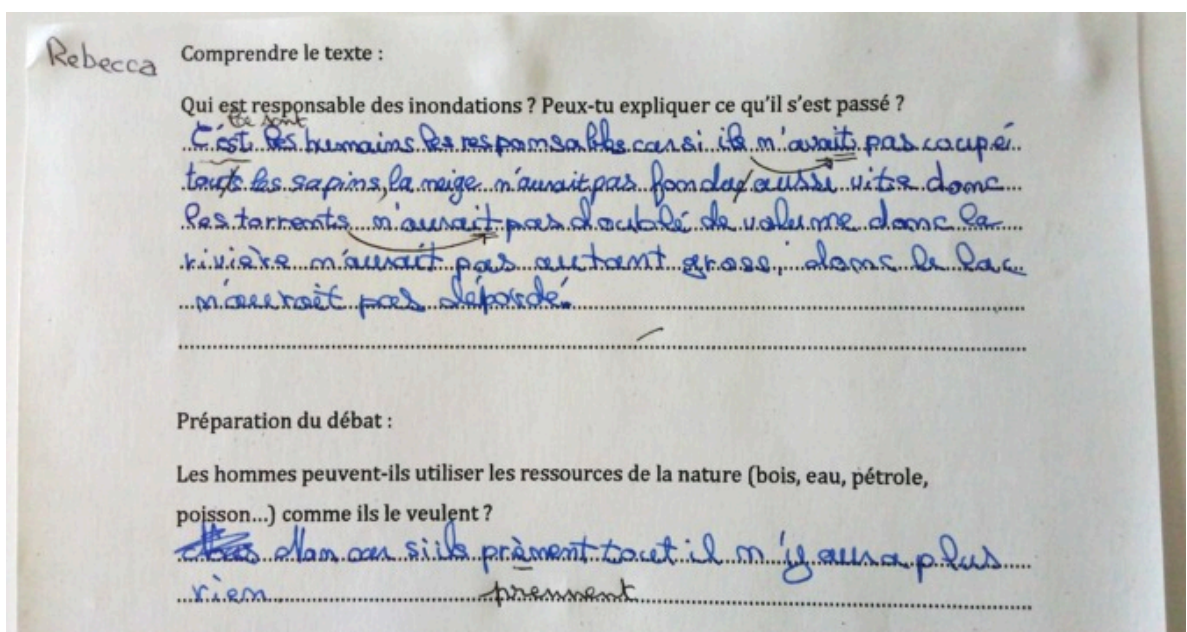 Rebecca
Comprendre le texte :
Qui est responsable des inondations ? Peux-tu expliquer ce qu'il s'est passé ?
Ce sont
C'est les humains les responsables car si ils n'avait pas coupé
touts les sapins, la neige n'aurait pas fondu aussi vite donc
les torrents n'aurait pas doublé de volume donc la
rivière n'aurait pas autant grossi, donc le lac
n'auroit pas débordé.
Préparation du débat :
Les hommes peuvent-ils utiliser les ressources de la nature (bois, eau, pétrole,
poisson...) comme ils le veulent ?
Non car si ils prènent tout il n'y aura plus
rien.
prennent